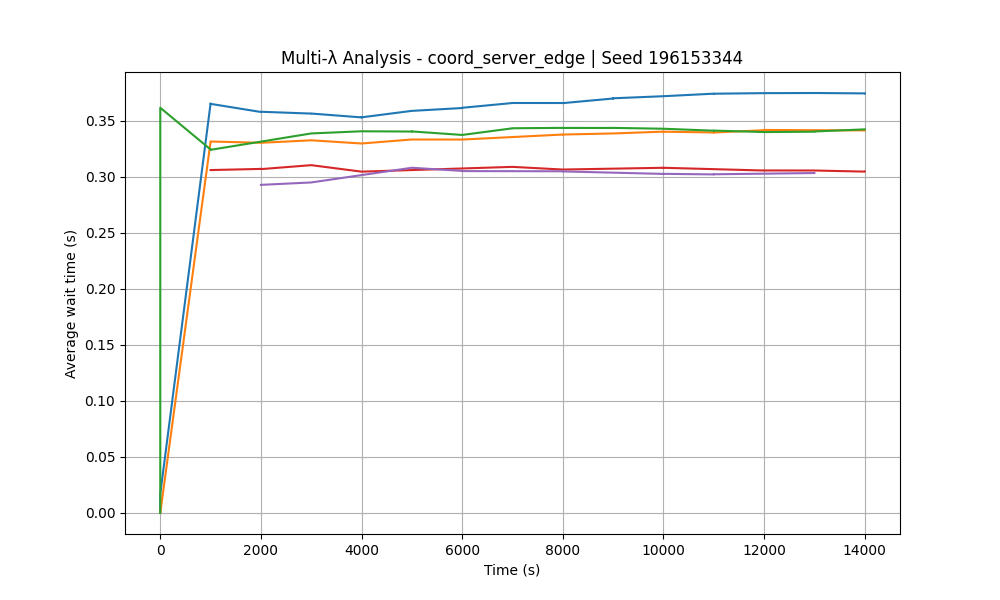 Multi-λ Analysis - coord_server_edge | Seed 196153344
Average wait time (s)
0.35
0.30
0.25
0.20
0.15
0.10
0.05
0.00
0 2000 4000 6000 8000 10000 12000 14000
Time (s)